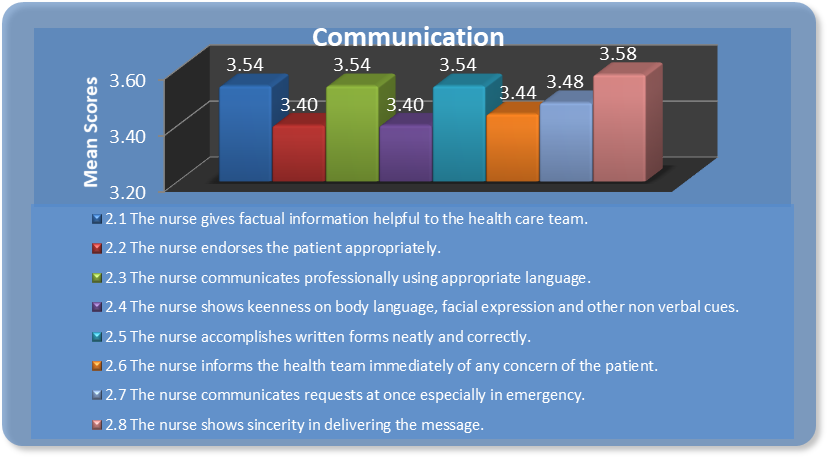 Communication
3.54
3.40
3.54
3.40
3.54
3.44
3.48
3.58
Mean Scores
3.60
3.40
3.20
2.1 The nurse gives factual information helpful to the health care team.
2.2 The nurse endorses the patient appropriately.
2.3 The nurse communicates professionally using appropriate language.
2.4 The nurse shows keenness on body language, facial expression and other non verbal cues.
2.5 The nurse accomplishes written forms neatly and correctly.
2.6 The nurse informs the health team immediately of any concern of the patient.
2.7 The nurse communicates requests at once especially in emergency.
2.8 The nurse shows sincerity in delivering the message.